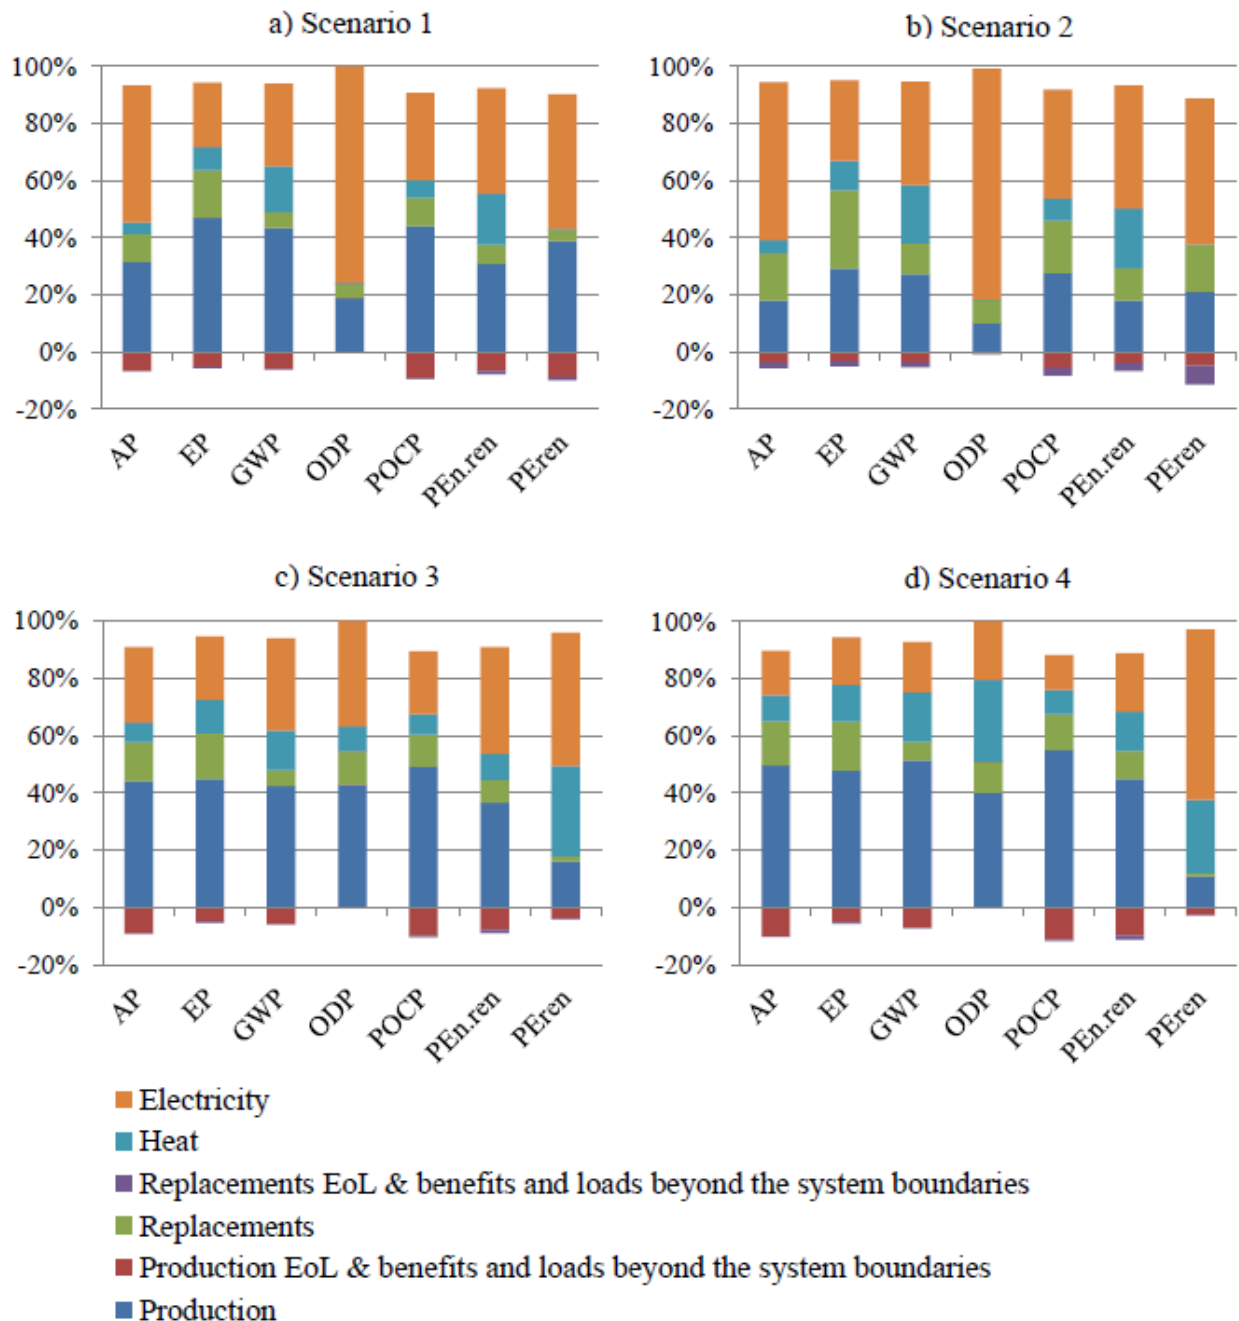 a) Scenario 1
100%
80%
60%
40%
20%
0%
-20%
AP
EP
GWP
ODP
POCP
PEn.ren
PEren
b) Scenario 2
100%
80%
60%
40%
20%
0%
-20%
AP
EP
GWP
ODP
POCP
PEn.ren
PEren
c) Scenario 3
100%
80%
60%
40%
20%
0%
-20%
AP
EP
GWP
ODP
POCP
PEn.ren
PEren
d) Scenario 4
100%
80%
60%
40%
20%
0%
-20%
AP
EP
GWP
ODP
POCP
PEn.ren
PEren
Electricity
Heat
Replacements EoL & benefits and loads beyond the system boundaries
Replacements
Production EoL & benefits and loads beyond the system boundaries
Production